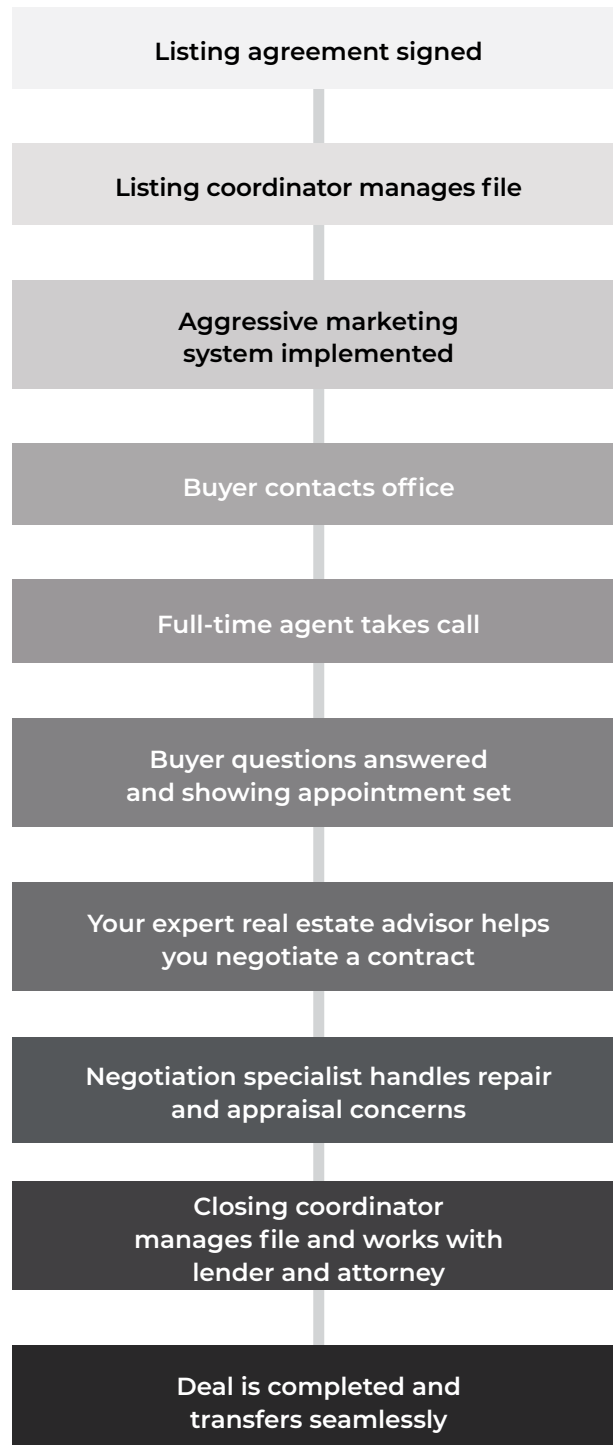 Listing agreement signed
Listing coordinator manages file
Aggressive marketing
system implemented
Buyer contacts office
Full-time agent takes call
Buyer questions answered
and showing appointment set
Your expert real estate advisor helps
you negotiate a contract
Negotiation specialist handles repair
and appraisal concerns
Closing coordinator
manages file and works with
lender and attorney
Deal is completed and
transfers seamlessly